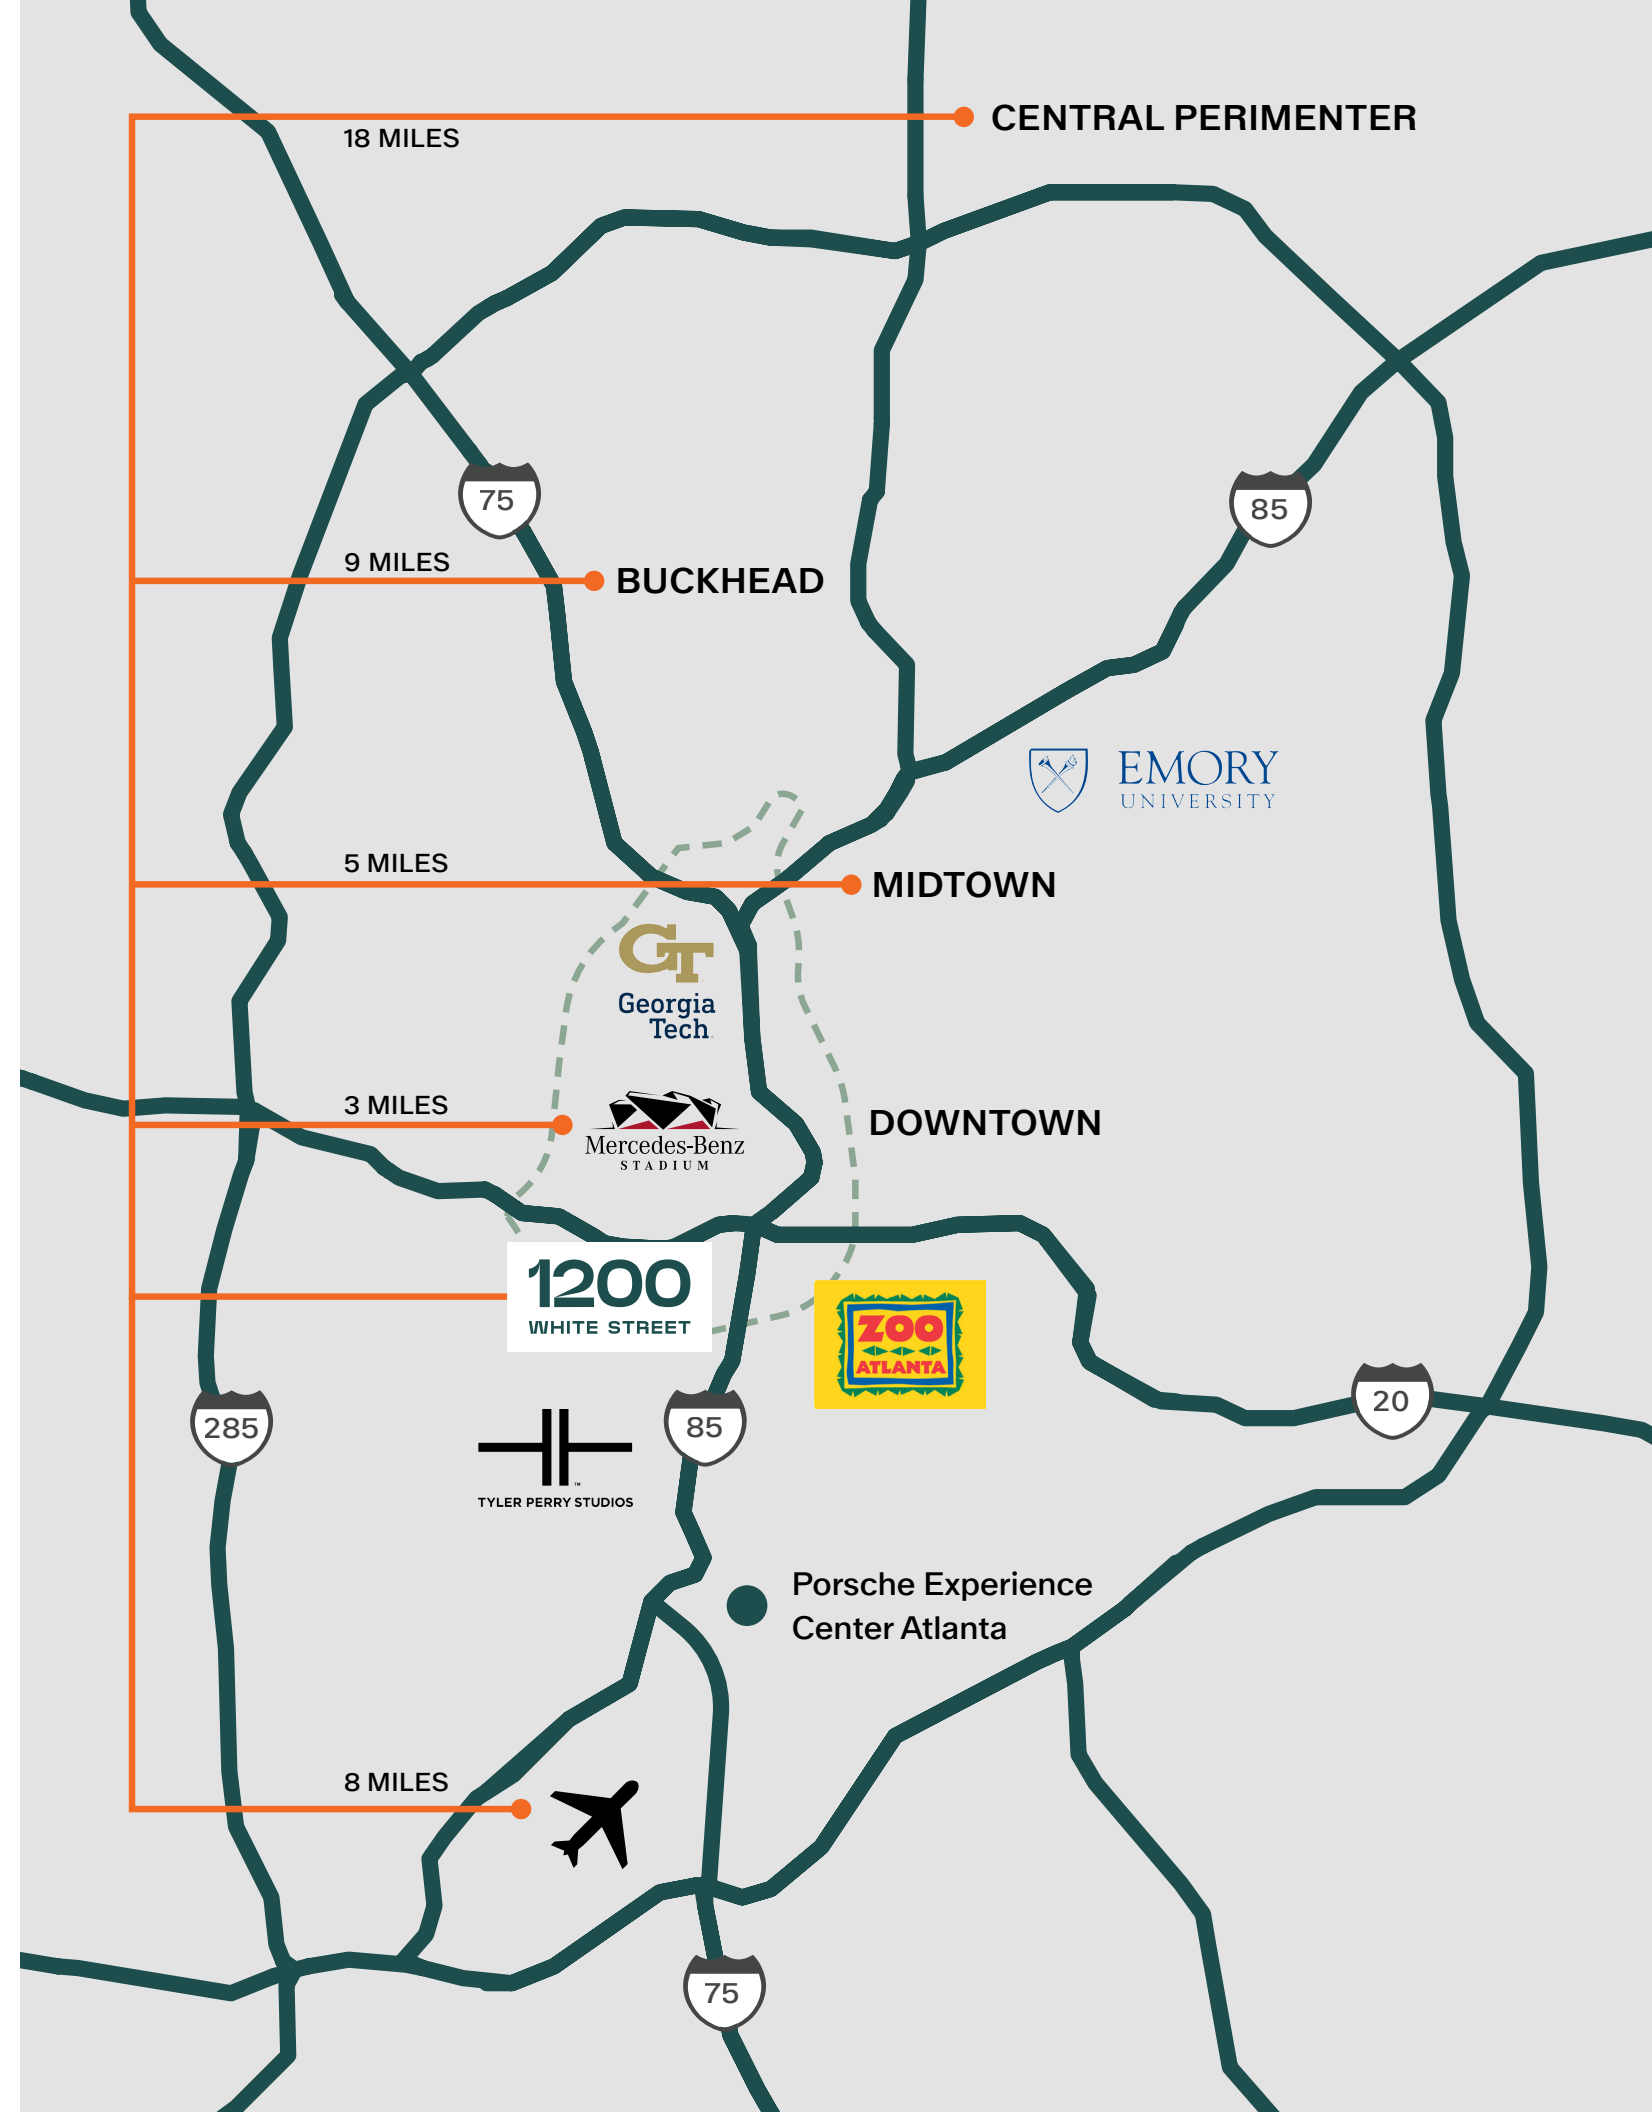 CENTRAL PERIMENTER
18 MILES
75
85
9 MILES
BUCKHEAD
EMORY
UNIVERSITY
5 MILES
MIDTOWN
GT
Georgia
Tech
3 MILES
DOWNTOWN
Mercedes-Benz
STADIUM
1200
WHITE STREET
ZOO
ATLANTA
285
85
20
TM
TYLER PERRY STUDIOS
Porsche Experience
Center Atlanta
8 MILES
75